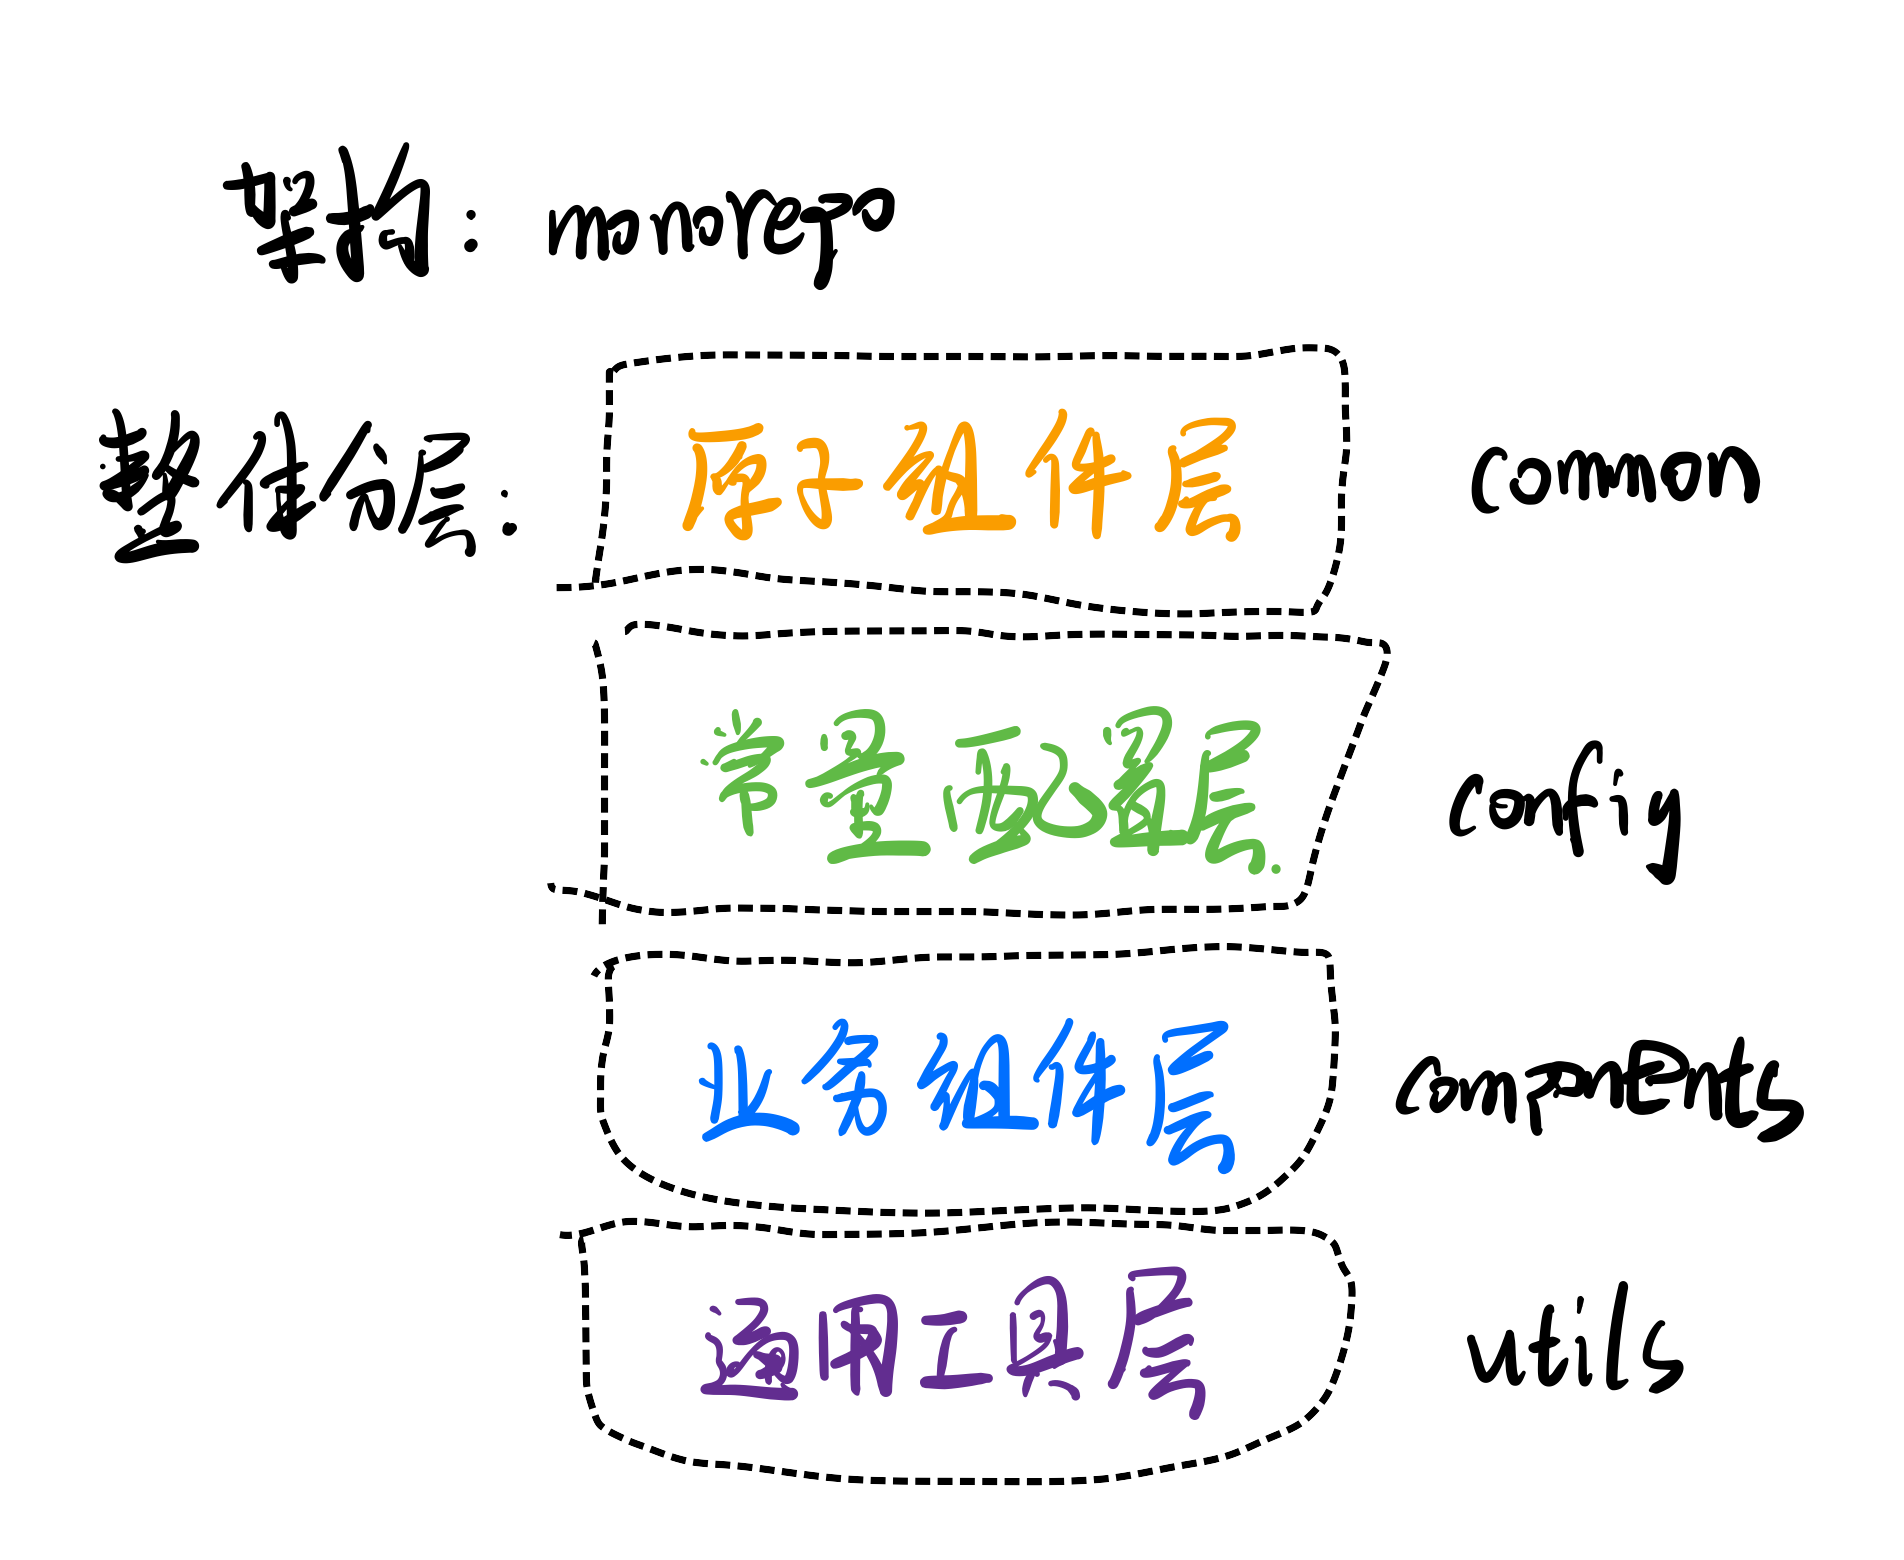 架构: monorepo
整体分层: 原子组件层 common
常量配置层. config
业务组件层 components
通用工具层 utils